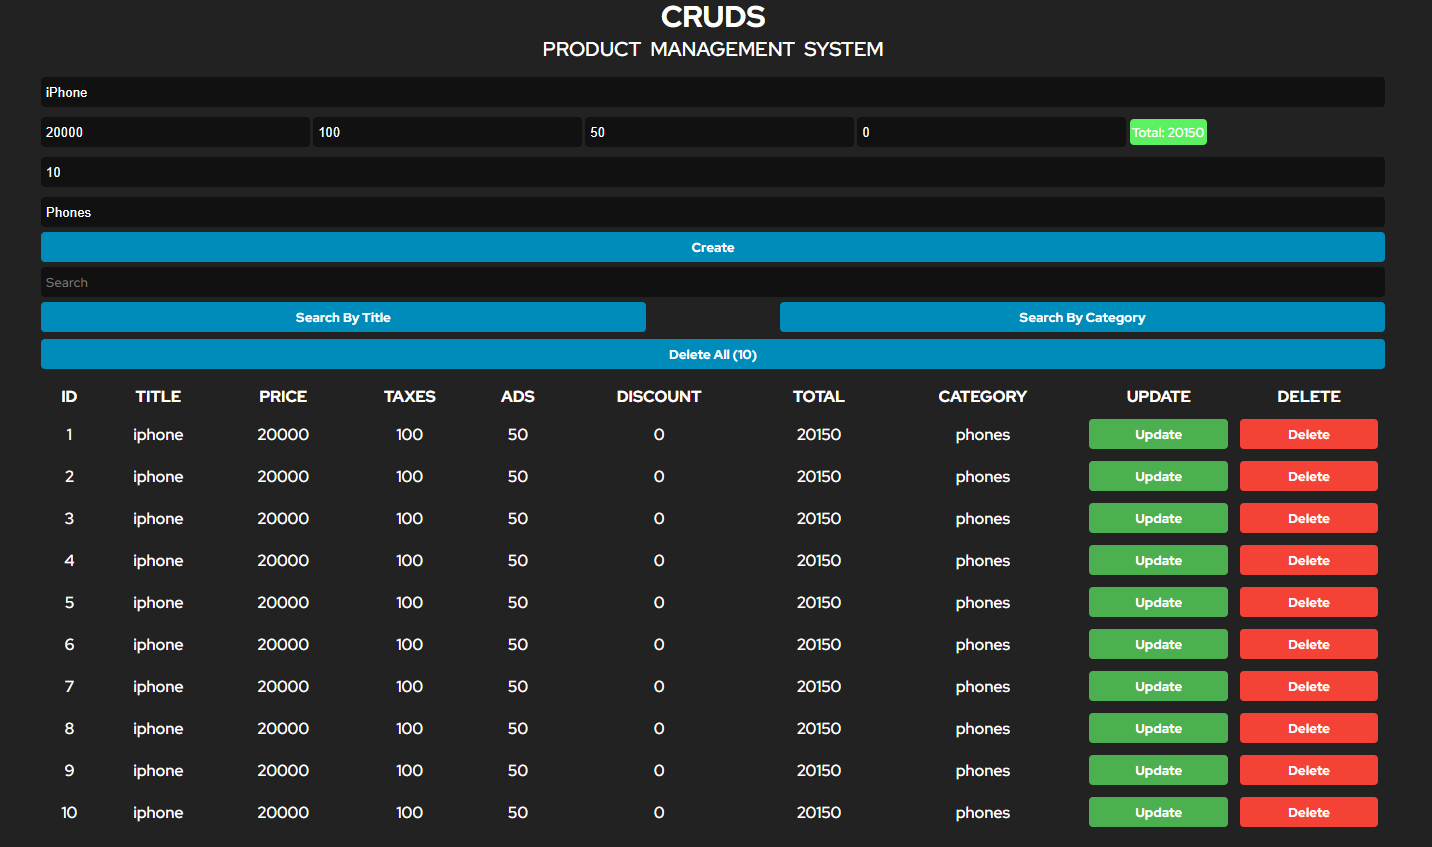 CRUDS
PRODUCT MANAGEMENT SYSTEM
iPhone
20000 100 50 0 Total: 20150
10
Phones
Create
Search
Search By Title Search By Category
Delete All (10)
ID TITLE PRICE TAXES ADS DISCOUNT TOTAL CATEGORY UPDATE DELETE
1 iphone 20000 100 50 0 20150 phones Update Delete
2 iphone 20000 100 50 0 20150 phones Update Delete
3 iphone 20000 100 50 0 20150 phones Update Delete
4 iphone 20000 100 50 0 20150 phones Update Delete
5 iphone 20000 100 50 0 20150 phones Update Delete
6 iphone 20000 100 50 0 20150 phones Update Delete
7 iphone 20000 100 50 0 20150 phones Update Delete
8 iphone 20000 100 50 0 20150 phones Update Delete
9 iphone 20000 100 50 0 20150 phones Update Delete
10 iphone 20000 100 50 0 20150 phones Update Delete